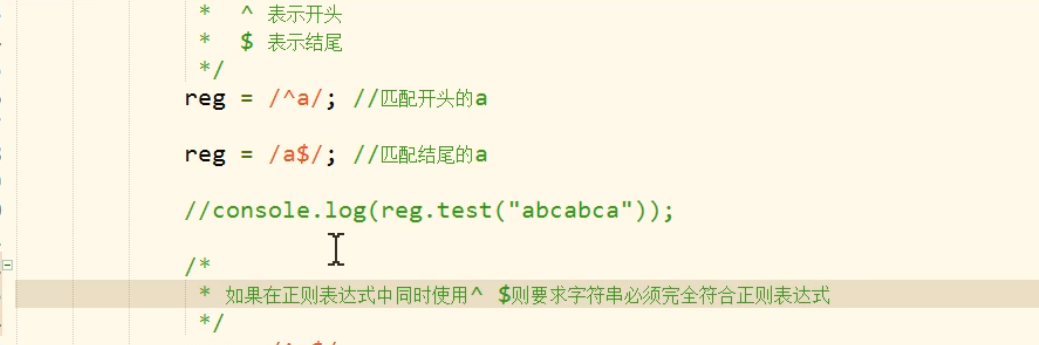 * ^ 表示开头
* $ 表示结尾
*/
reg = /^a/; //匹配开头的a
reg = /a$/; //匹配结尾的a
//console.log(reg.test("abcabca"));
/*
* 如果在正则表达式中同时使用^ $则要求字符串必须完全符合正则表达式
*/